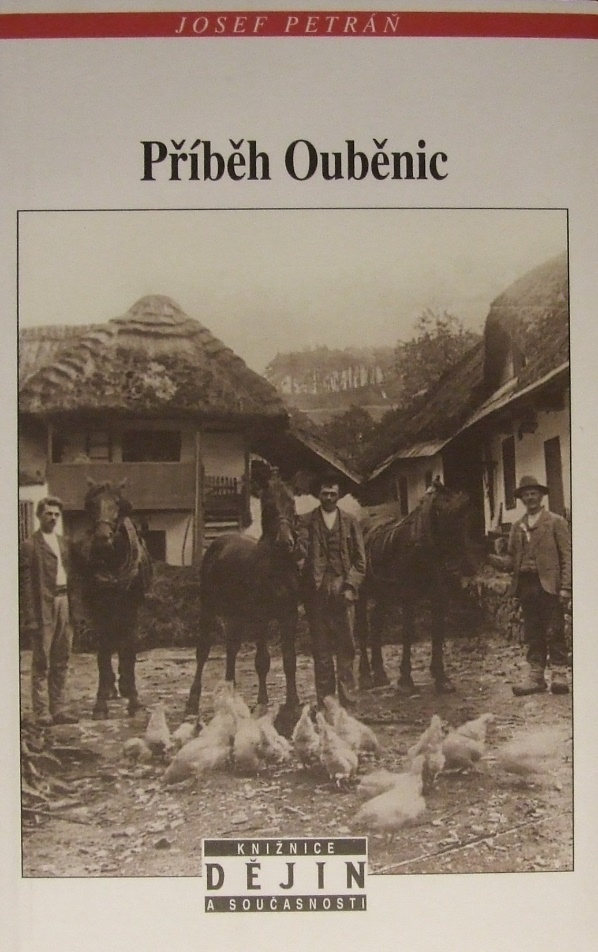 JOSEF PETRÁŇ
Příběh Ouběnic
KNIŽNICE
DĚJIN
A SOUČASNOSTI